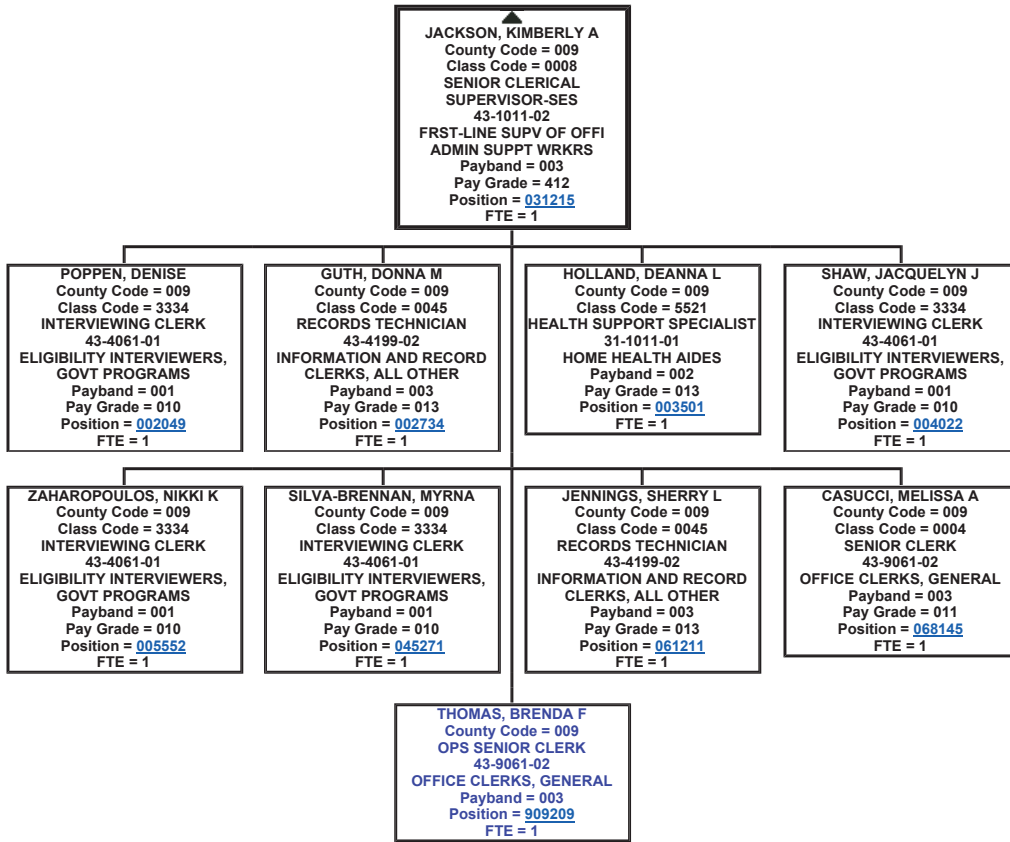 JACKSON, KIMBERLY A
County Code = 009
Class Code = 0008
SENIOR CLERICAL
SUPERVISOR-SES
43-1011-02
FRST-LINE SUPV OF OFFI
ADMIN SUPPT WRKRS
Payband = 003
Pay Grade = 412
Position = 031215
FTE = 1
POPPEN, DENISE
County Code = 009
Class Code = 3334
INTERVIEWING CLERK
43-4061-01
ELIGIBILITY INTERVIEWERS,
GOVT PROGRAMS
Payband = 001
Pay Grade = 010
Position = 002049
FTE = 1
GUTH, DONNA M
County Code = 009
Class Code = 0045
RECORDS TECHNICIAN
43-4199-02
INFORMATION AND RECORD
CLERKS, ALL OTHER
Payband = 003
Pay Grade = 013
Position = 002734
FTE = 1
HOLLAND, DEANNA L
County Code = 009
Class Code = 5521
HEALTH SUPPORT SPECIALIST
31-1011-01
HOME HEALTH AIDES
Payband = 002
Pay Grade = 013
Position = 003501
FTE = 1
SHAW, JACQUELYN J
County Code = 009
Class Code = 3334
INTERVIEWING CLERK
43-4061-01
ELIGIBILITY INTERVIEWERS,
GOVT PROGRAMS
Payband = 001
Pay Grade = 010
Position = 004022
FTE = 1
ZAHAROPOULOS, NIKKI K
County Code = 009
Class Code = 3334
INTERVIEWING CLERK
43-4061-01
ELIGIBILITY INTERVIEWERS,
GOVT PROGRAMS
Payband = 001
Pay Grade = 010
Position = 005552
FTE = 1
SILVA-BRENNAN, MYRNA
County Code = 009
Class Code = 3334
INTERVIEWING CLERK
43-4061-01
ELIGIBILITY INTERVIEWERS,
GOVT PROGRAMS
Payband = 001
Pay Grade = 010
Position = 045271
FTE = 1
JENNINGS, SHERRY L
County Code = 009
Class Code = 0045
RECORDS TECHNICIAN
43-4199-02
INFORMATION AND RECORD
CLERKS, ALL OTHER
Payband = 003
Pay Grade = 013
Position = 061211
FTE = 1
CASUCCI, MELISSA A
County Code = 009
Class Code = 0004
SENIOR CLERK
43-9061-02
OFFICE CLERKS, GENERAL
Payband = 003
Pay Grade = 011
Position = 068145
FTE = 1
THOMAS, BRENDA F
County Code = 009
OPS SENIOR CLERK
43-9061-02
OFFICE CLERKS, GENERAL
Payband = 003
Position = 909209
FTE = 1